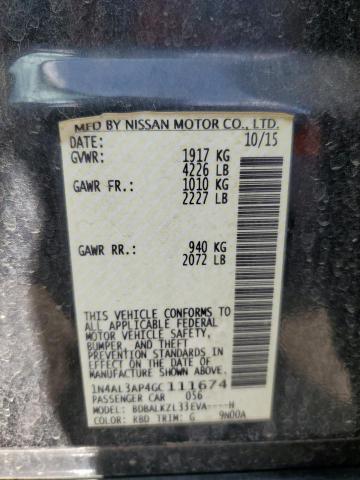 MFD BY NISSAN MOTOR CO., LTD.
DATE: 10/15
GVWR: 1917 KG
4226 LB
GAWR FR.: 1010 KG
2227 LB
GAWR RR.: 940 KG
2072 LB
THIS VEHICLE CONFORMS TO
ALL APPLICABLE FEDERAL
MOTOR VEHICLE SAFETY,
BUMPER, AND THEFT
PREVENTION STANDARDS IN
EFFECT ON THE DATE OF
MANUFACTURE SHOWN ABOVE.
1N4AL3AP4GC111674
PASSENGER CAR 056
MODEL: BDBALKZL33EVA----H
COLOR: KBD TRIM: G 9N00A